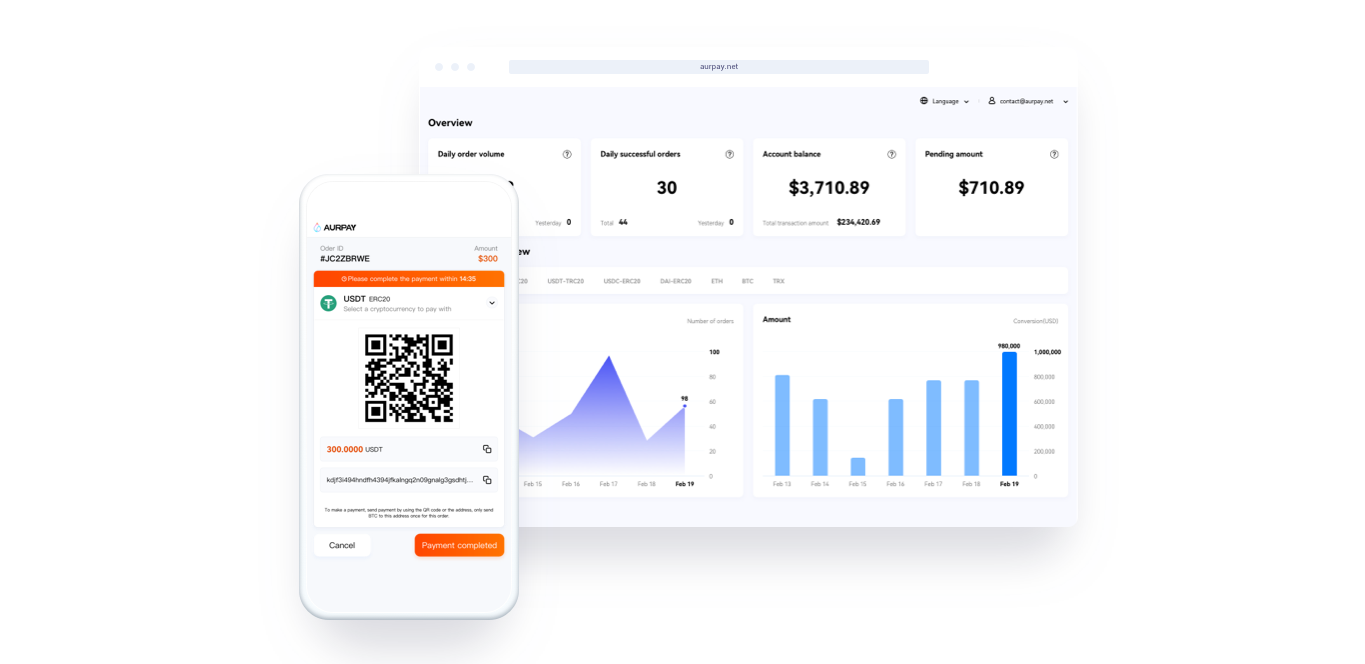 aurpay.net
Language
contact@aurpay.net
Overview
Daily order volume
Yesterday 0
Daily successful orders
30
Total 44
Yesterday 0
Account balance
$3,710.89
Total transaction amount $234,420.69
Pending amount
$710.89
USDT-TRC20 USDC-ERC20 DAI-ERC20 ETH BTC TRX
Number of orders
100
80
60
40
20
0
98
Feb 15 Feb 16 Feb 17 Feb 18 Feb 19
Amount
Conversion(USD)
980,000
1,000,000
800,000
600,000
400,000
200,000
0
Feb 13 Feb 14 Feb 15 Feb 16 Feb 17 Feb 18 Feb 19
AURPAY
Oder ID
Amount
#JC2ZBRWE
$300
Please complete the payment within 14:35
USDT ERC20
Select a cryptocurrency to pay with
300.0000 USDT
kdjf3i494hndfh4394jfkalngq2n09gnalg3gsdhtj...
To make a payment, send payment by using the QR code or the address, only send
BTC to this address once for this order.
Cancel
Payment completed